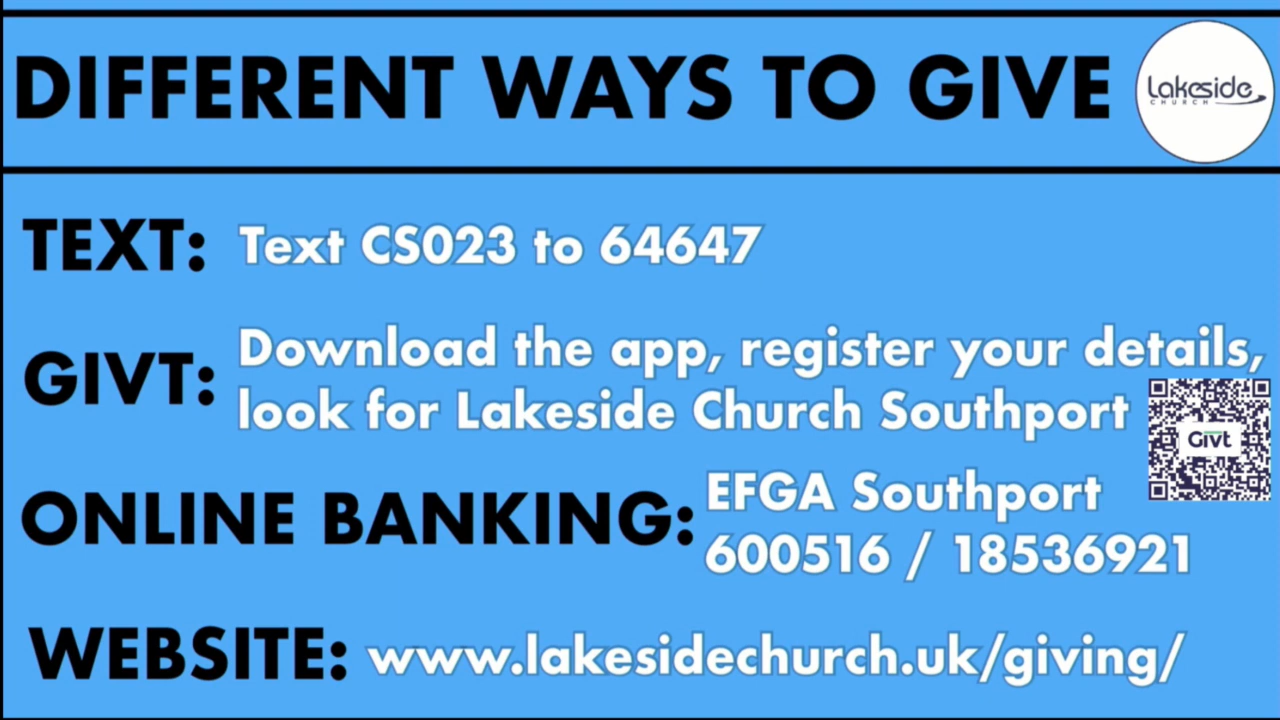 DIFFERENT WAYS TO GIVE
Lakeside
CHURCH
TEXT: Text CS023 to 64647
GIVT: Download the app, register your details,
look for Lakeside Church Southport
Givt
ONLINE BANKING: EFGA Southport
600516 / 18536921
WEBSITE: www.lakesidechurch.uk/giving/